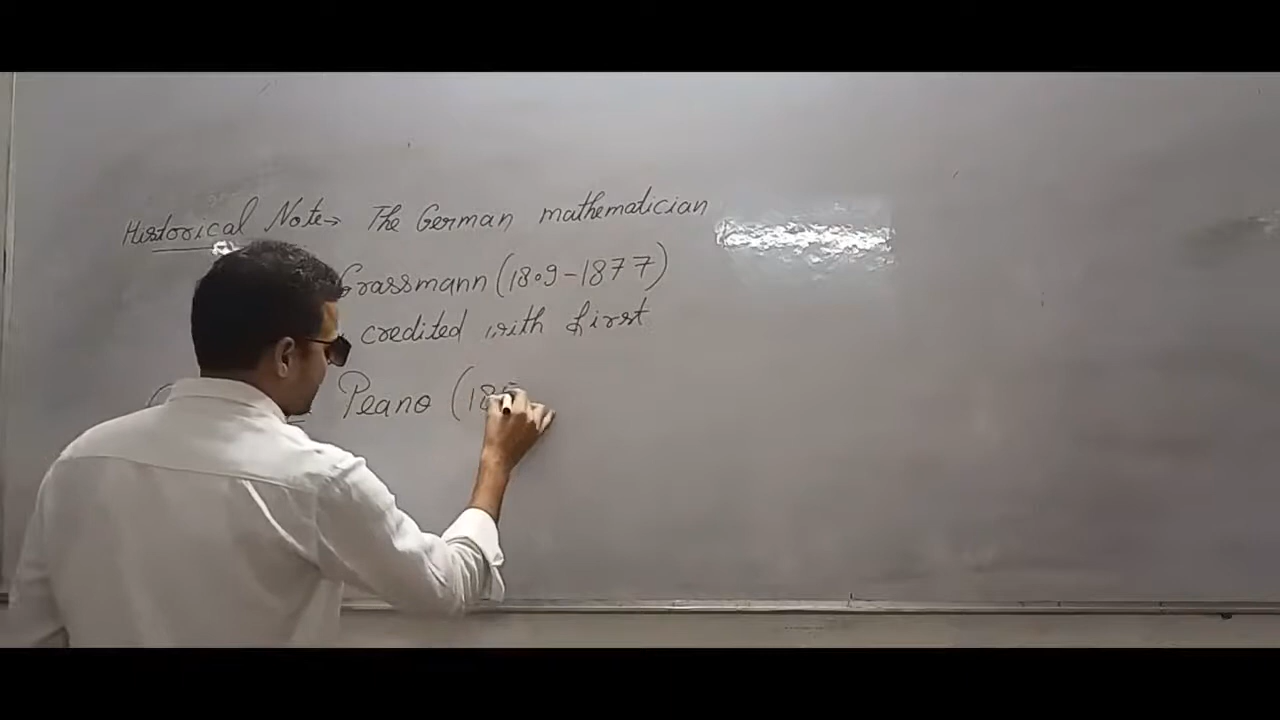 Historical Note→ The German mathematician
Grassmann (1809-1877)
credited with first
Peano (18